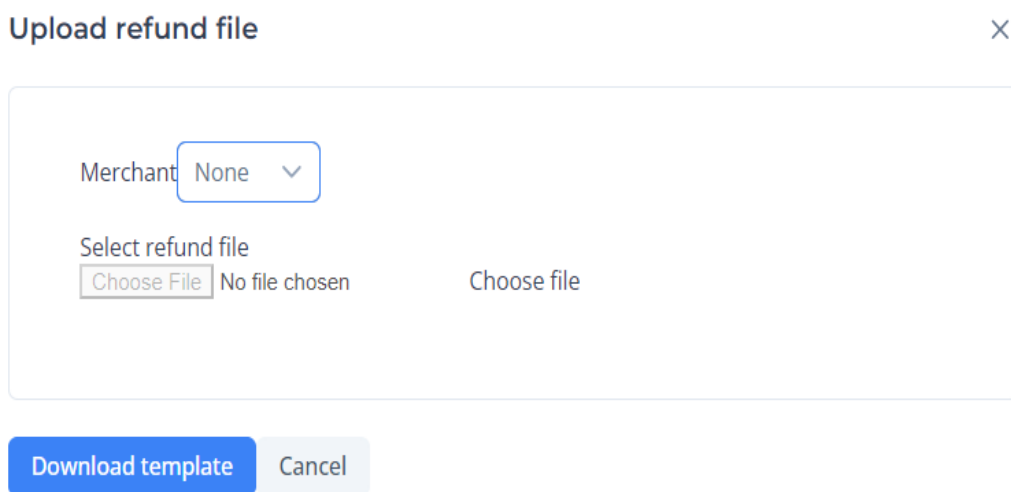 Upload refund file
Merchant None
Select refund file
Choose File No file chosen Choose file
Download template Cancel